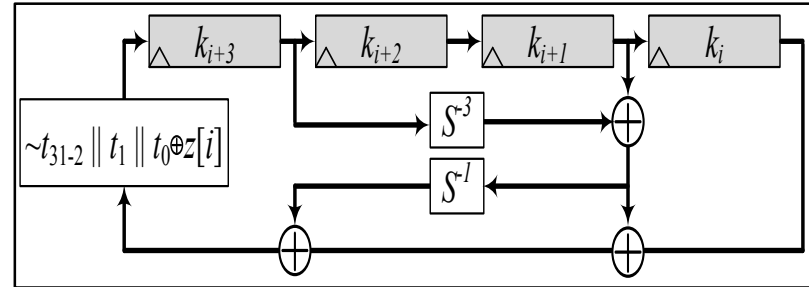 k_{i+3} k_{i+2} k_{i+1} k_i
S^{-3}
~t_{31-2} || t_1 || t_0⊕z[i]
S^{-1}